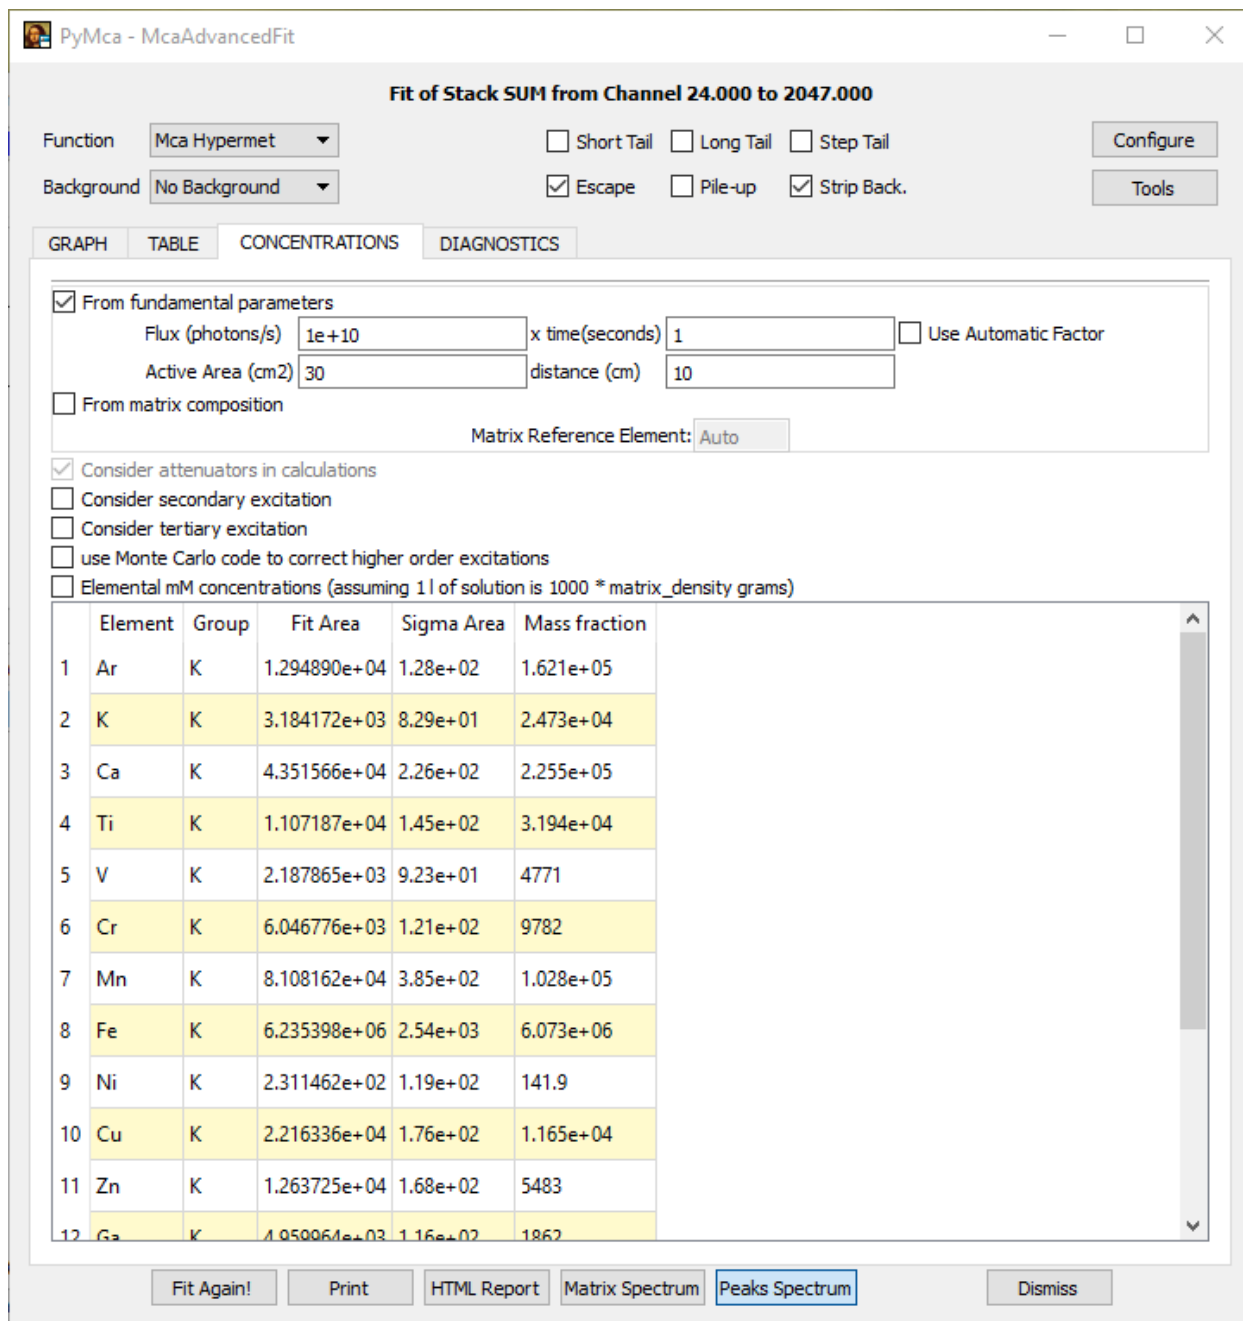 PyMca - McaAdvancedFit
Fit of Stack SUM from Channel 24.000 to 2047.000
Function Mca Hypermet Short Tail Long Tail Step Tail Configure
Background No Background Escape Pile-up Strip Back. Tools
GRAPH TABLE CONCENTRATIONS DIAGNOSTICS
From fundamental parameters
Flux (photons/s) 1e+10 x time(seconds) 1 Use Automatic Factor
Active Area (cm2) 30 distance (cm) 10
From matrix composition
Matrix Reference Element: Auto
Consider attenuators in calculations
Consider secondary excitation
Consider tertiary excitation
use Monte Carlo code to correct higher order excitations
Elemental mM concentrations (assuming 1 l of solution is 1000 * matrix_density grams)
Element Group Fit Area Sigma Area Mass fraction
1 Ar K 1.294890e+04 1.28e+02 1.621e+05
2 K K 3.184172e+03 8.29e+01 2.473e+04
3 Ca K 4.351566e+04 2.26e+02 2.255e+05
4 Ti K 1.107187e+04 1.45e+02 3.194e+04
5 V K 2.187865e+03 9.23e+01 4771
6 Cr K 6.046776e+03 1.21e+02 9782
7 Mn K 8.108162e+04 3.85e+02 1.028e+05
8 Fe K 6.235398e+06 2.54e+03 6.073e+06
9 Ni K 2.311462e+02 1.19e+02 141.9
10 Cu K 2.216336e+04 1.76e+02 1.165e+04
11 Zn K 1.263725e+04 1.68e+02 5483
12 Ga K 4.959964e+03 1.16e+02 1862
Fit Again! Print HTML Report Matrix Spectrum Peaks Spectrum Dismiss